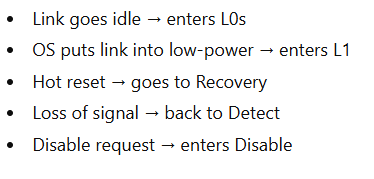 • Link goes idle → enters L0s
• OS puts link into low-power → enters L1
• Hot reset → goes to Recovery
• Loss of signal → back to Detect
• Disable request → enters Disable